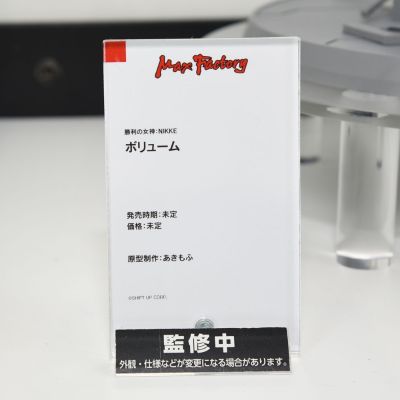 Max Factory
勝利の女神：NIKKE
ボリューム
発売時期：未定
価格：未定
原型制作：あきもふ
©SHIFT UP CORP.
監修中
外観・仕様などが変更になる場合があります。